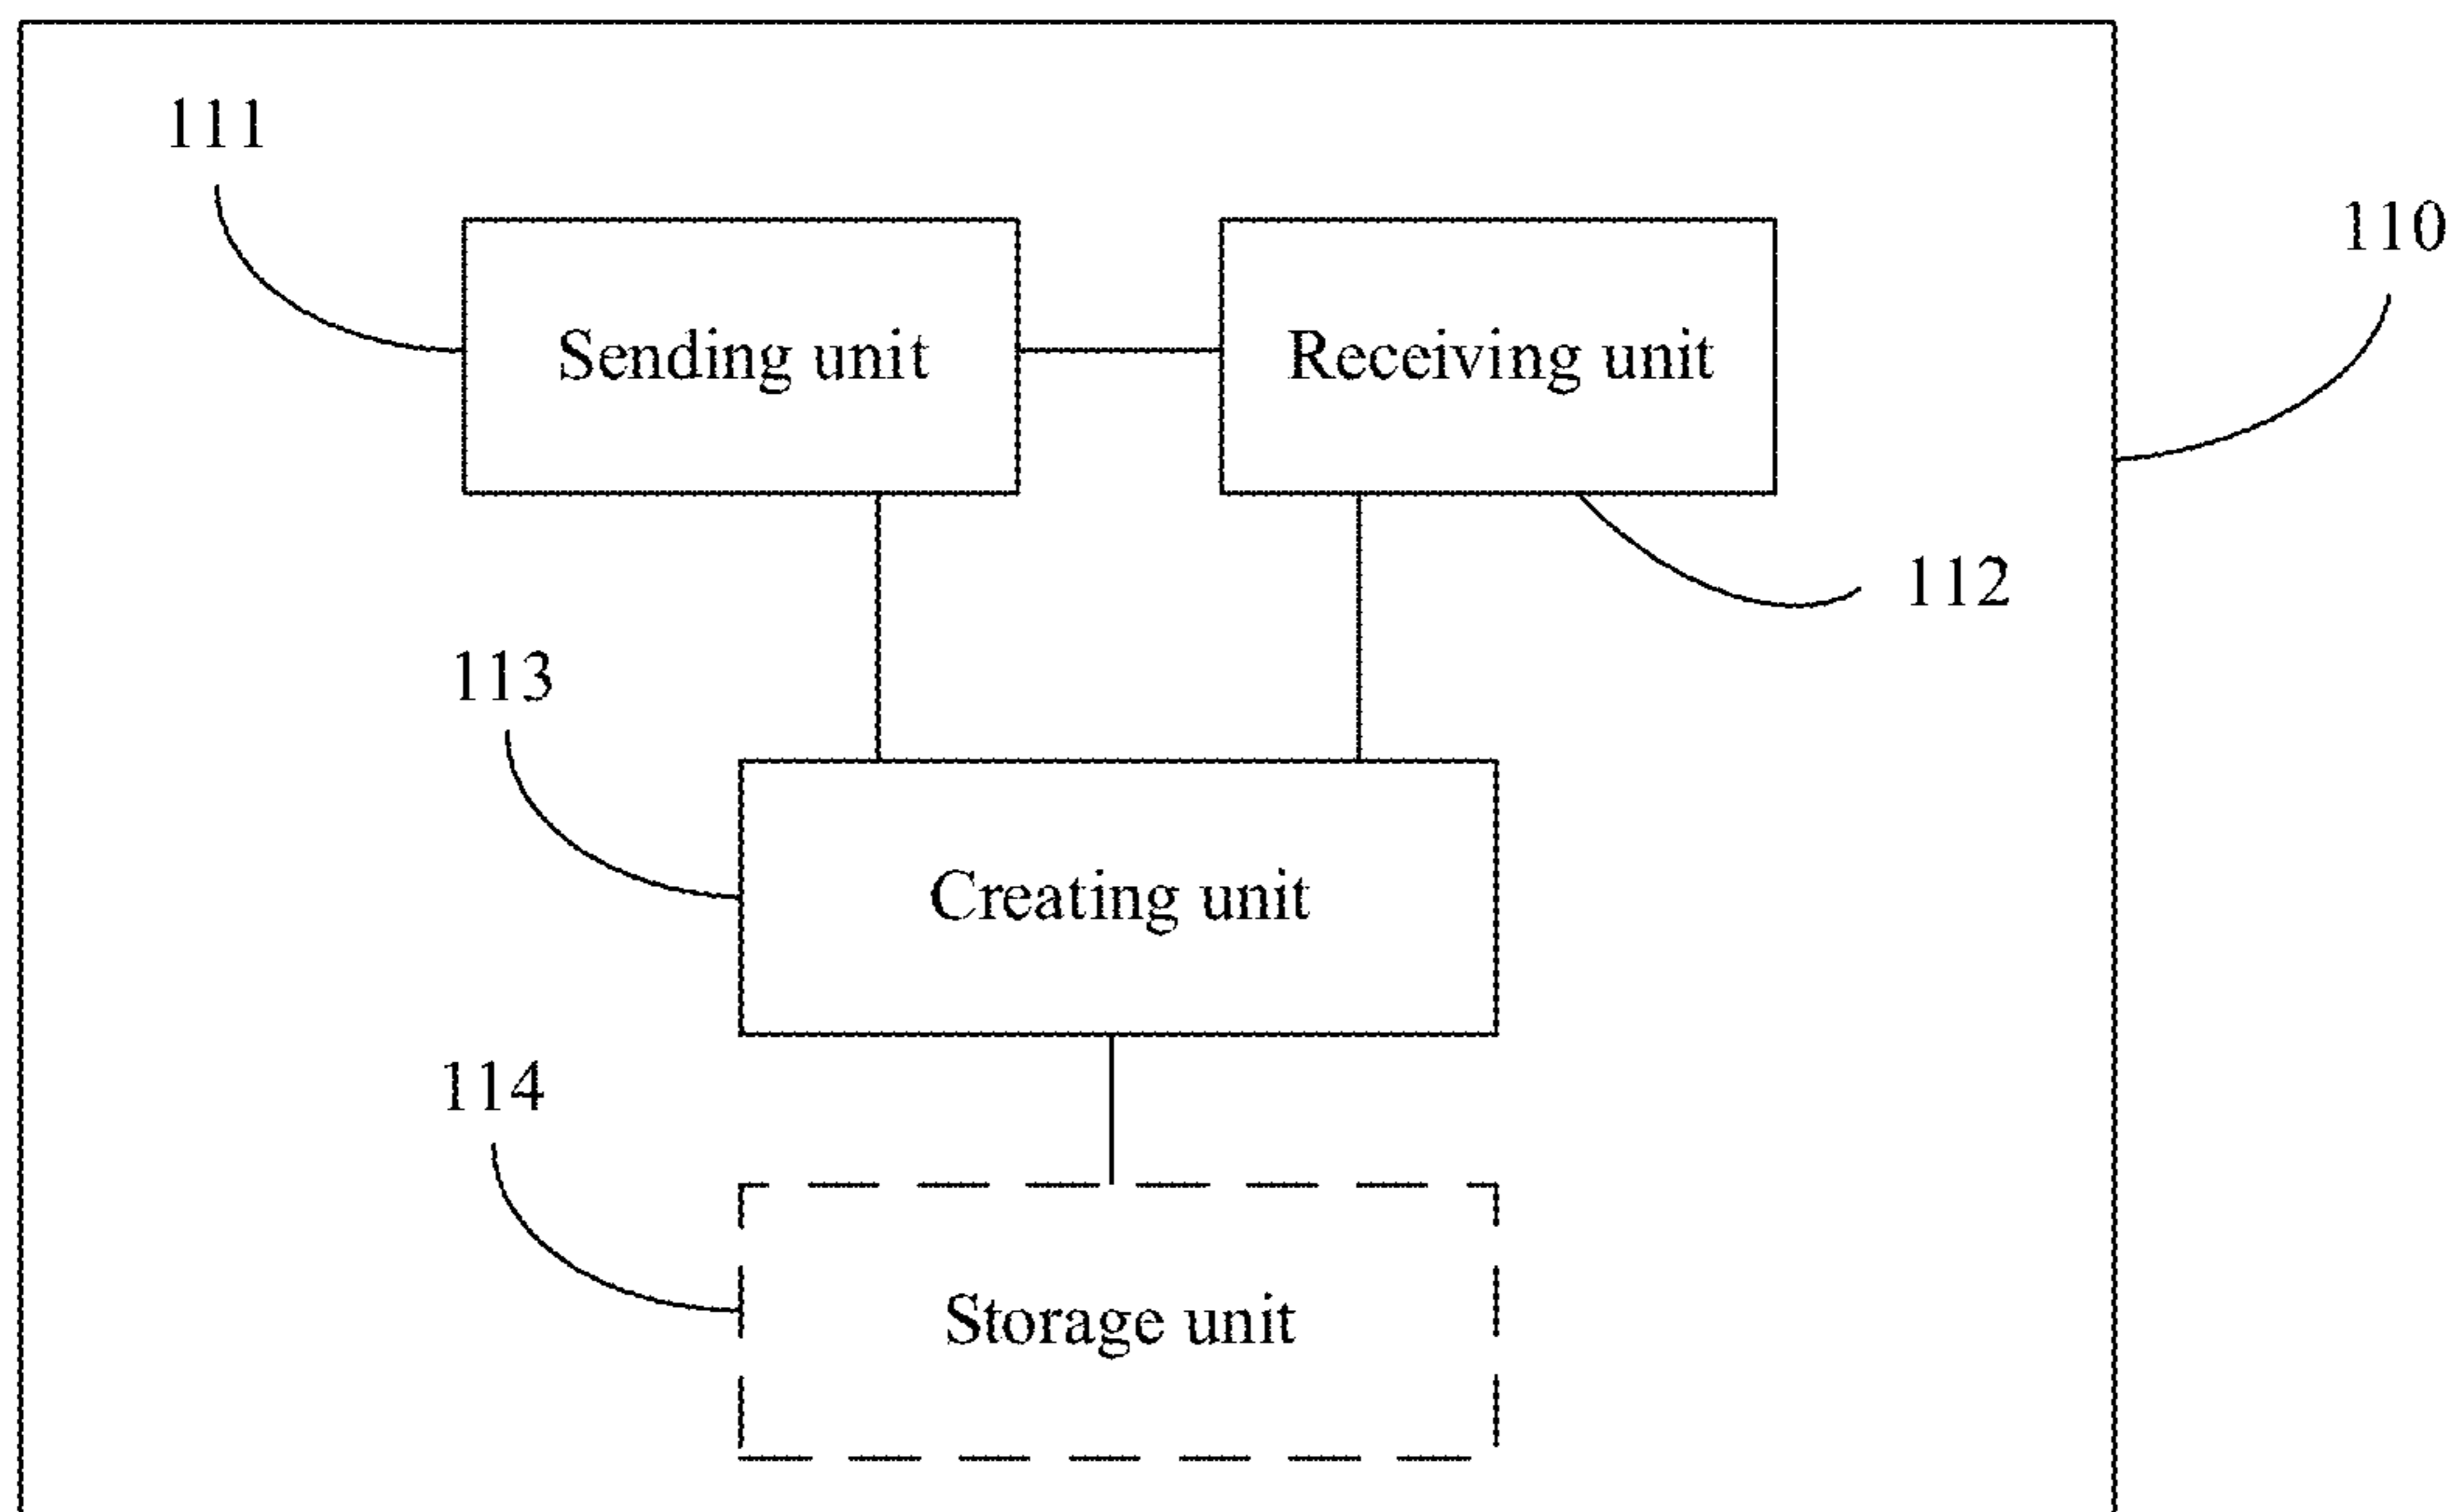 111
110
Sending unit
Receiving unit
112
113
Creating unit
114
Storage unit